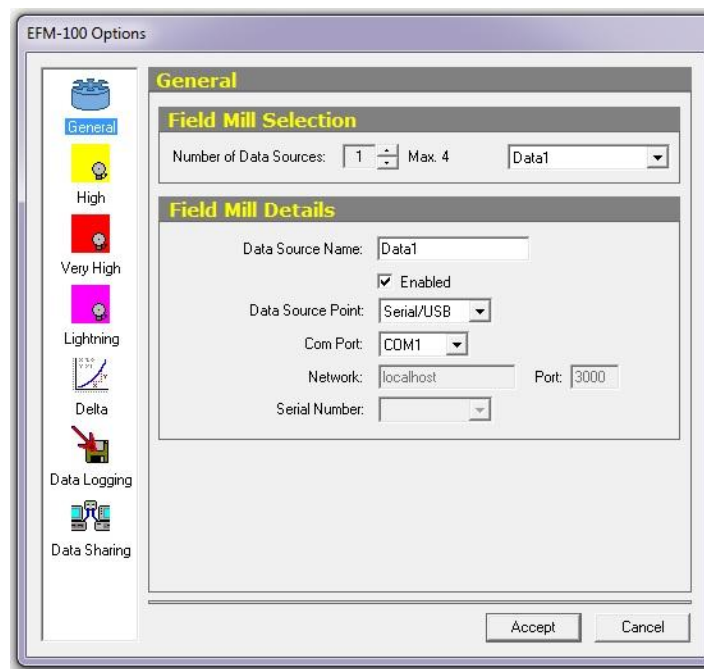 EFM-100 Options
General
High
Very High
Lightning
Delta
Data Logging
Data Sharing
General
Field Mill Selection
Number of Data Sources: 1 Max. 4 Data1
Field Mill Details
Data Source Name: Data1
Enabled
Data Source Point: Serial/USB
Com Port: COM1
Network: localhost Port: 3000
Serial Number:
Accept Cancel